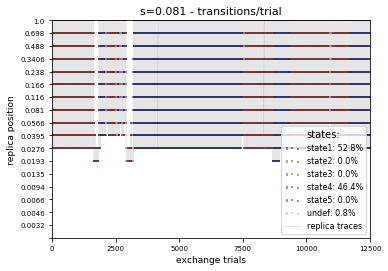 s=0.081 - transitions/trial
replica position
1.0
0.698
0.488
0.3406
0.238
0.166
0.116
0.081
0.0566
0.0395
0.0276
0.0193
0.0135
0.0094
0.0066
0.0046
0.0032
states:
state1: 52.8%
state2: 0.0%
state3: 0.0%
state4: 46.4%
state5: 0.0%
undef: 0.8%
replica traces
0 2500 5000 7500 10000 12500
exchange trials